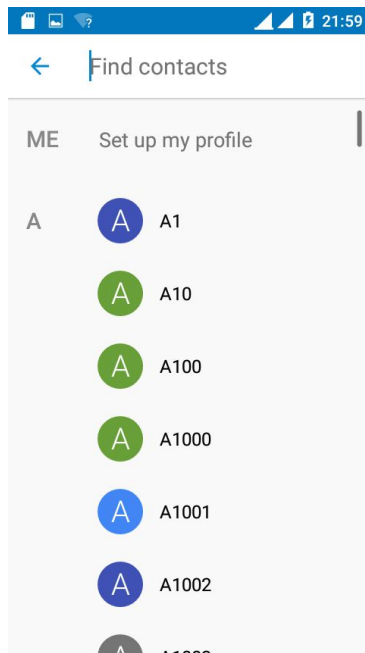 21:59
Find contacts
ME Set up my profile
A A A1
A A10
A A100
A A1000
A A1001
A A1002